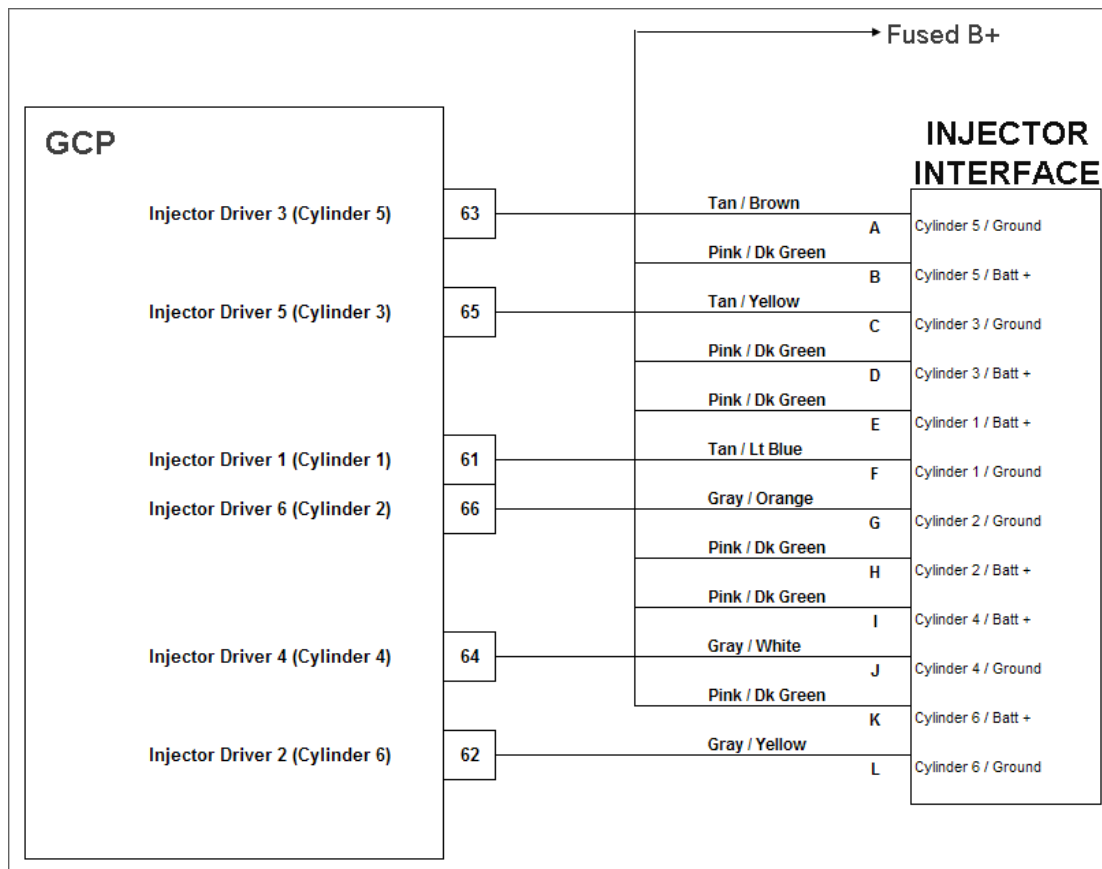 Fused B+
GCP
INJECTOR
INTERFACE
Injector Driver 3 (Cylinder 5)
63
Tan / Brown
A
Cylinder 5 / Ground
Pink / Dk Green
B
Cylinder 5 / Batt +
Injector Driver 5 (Cylinder 3)
65
Tan / Yellow
C
Cylinder 3 / Ground
Pink / Dk Green
D
Cylinder 3 / Batt +
Pink / Dk Green
E
Cylinder 1 / Batt +
Injector Driver 1 (Cylinder 1)
61
Tan / Lt Blue
F
Cylinder 1 / Ground
Injector Driver 6 (Cylinder 2)
66
Gray / Orange
G
Cylinder 2 / Ground
Pink / Dk Green
H
Cylinder 2 / Batt +
Pink / Dk Green
I
Cylinder 4 / Batt +
Injector Driver 4 (Cylinder 4)
64
Gray / White
J
Cylinder 4 / Ground
Pink / Dk Green
K
Cylinder 6 / Batt +
Injector Driver 2 (Cylinder 6)
62
Gray / Yellow
L
Cylinder 6 / Ground